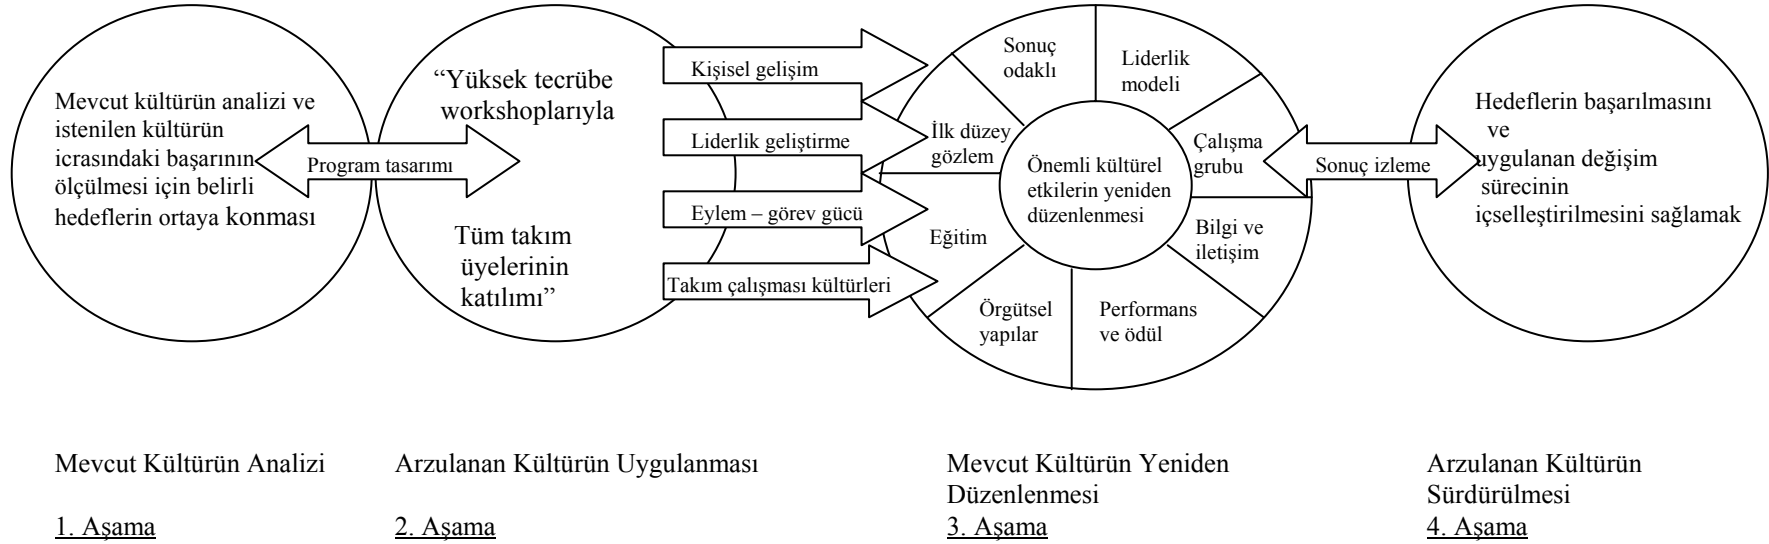 Mevcut kültürün analizi ve
istenilen kültürün
icrasındaki başarının
ölçülmesi için belirli
hedeflerin ortaya konması
Program tasarımı
“Yüksek tecrübe
workshoplarıyla
Tüm takım
üyelerinin
katılımı”
Kişisel gelişim
Liderlik geliştirme
Eylem – görev gücü
Takım çalışması kültürleri
Sonuç
odaklı
Liderlik
modeli
İlk düzey
gözlem
Çalışma
grubu
Önemli kültürel
etkilerin yeniden
düzenlenmesi
Eğitim
Bilgi ve
iletişim
Örgütsel
yapılar
Performans
ve ödül
Sonuç izleme
Hedeflerin başarılmasını
ve
uygulanan değişim
sürecinin
içselleştirilmesini sağlamak
Mevcut Kültürün Analizi
1. Aşama
Arzulanan Kültürün Uygulanması
2. Aşama
Mevcut Kültürün Yeniden
Düzenlenmesi
3. Aşama
Arzulanan Kültürün
Sürdürülmesi
4. Aşama